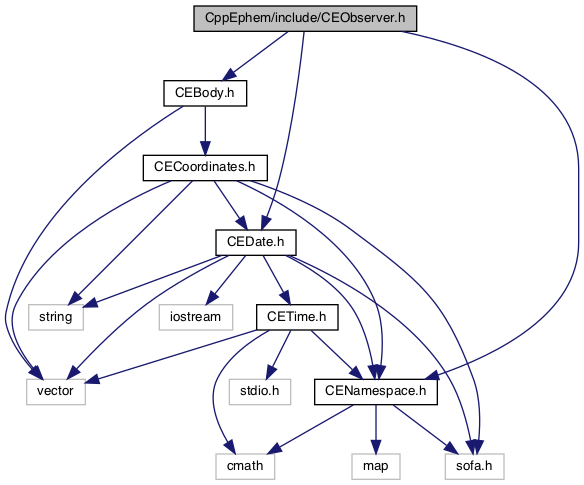 CppEphem/include/CEObserver.h
CEBody.h
CECoordinates.h
CEDate.h
string
iostream
CETime.h
vector
stdio.h
CENamespace.h
cmath
map
sofa.h